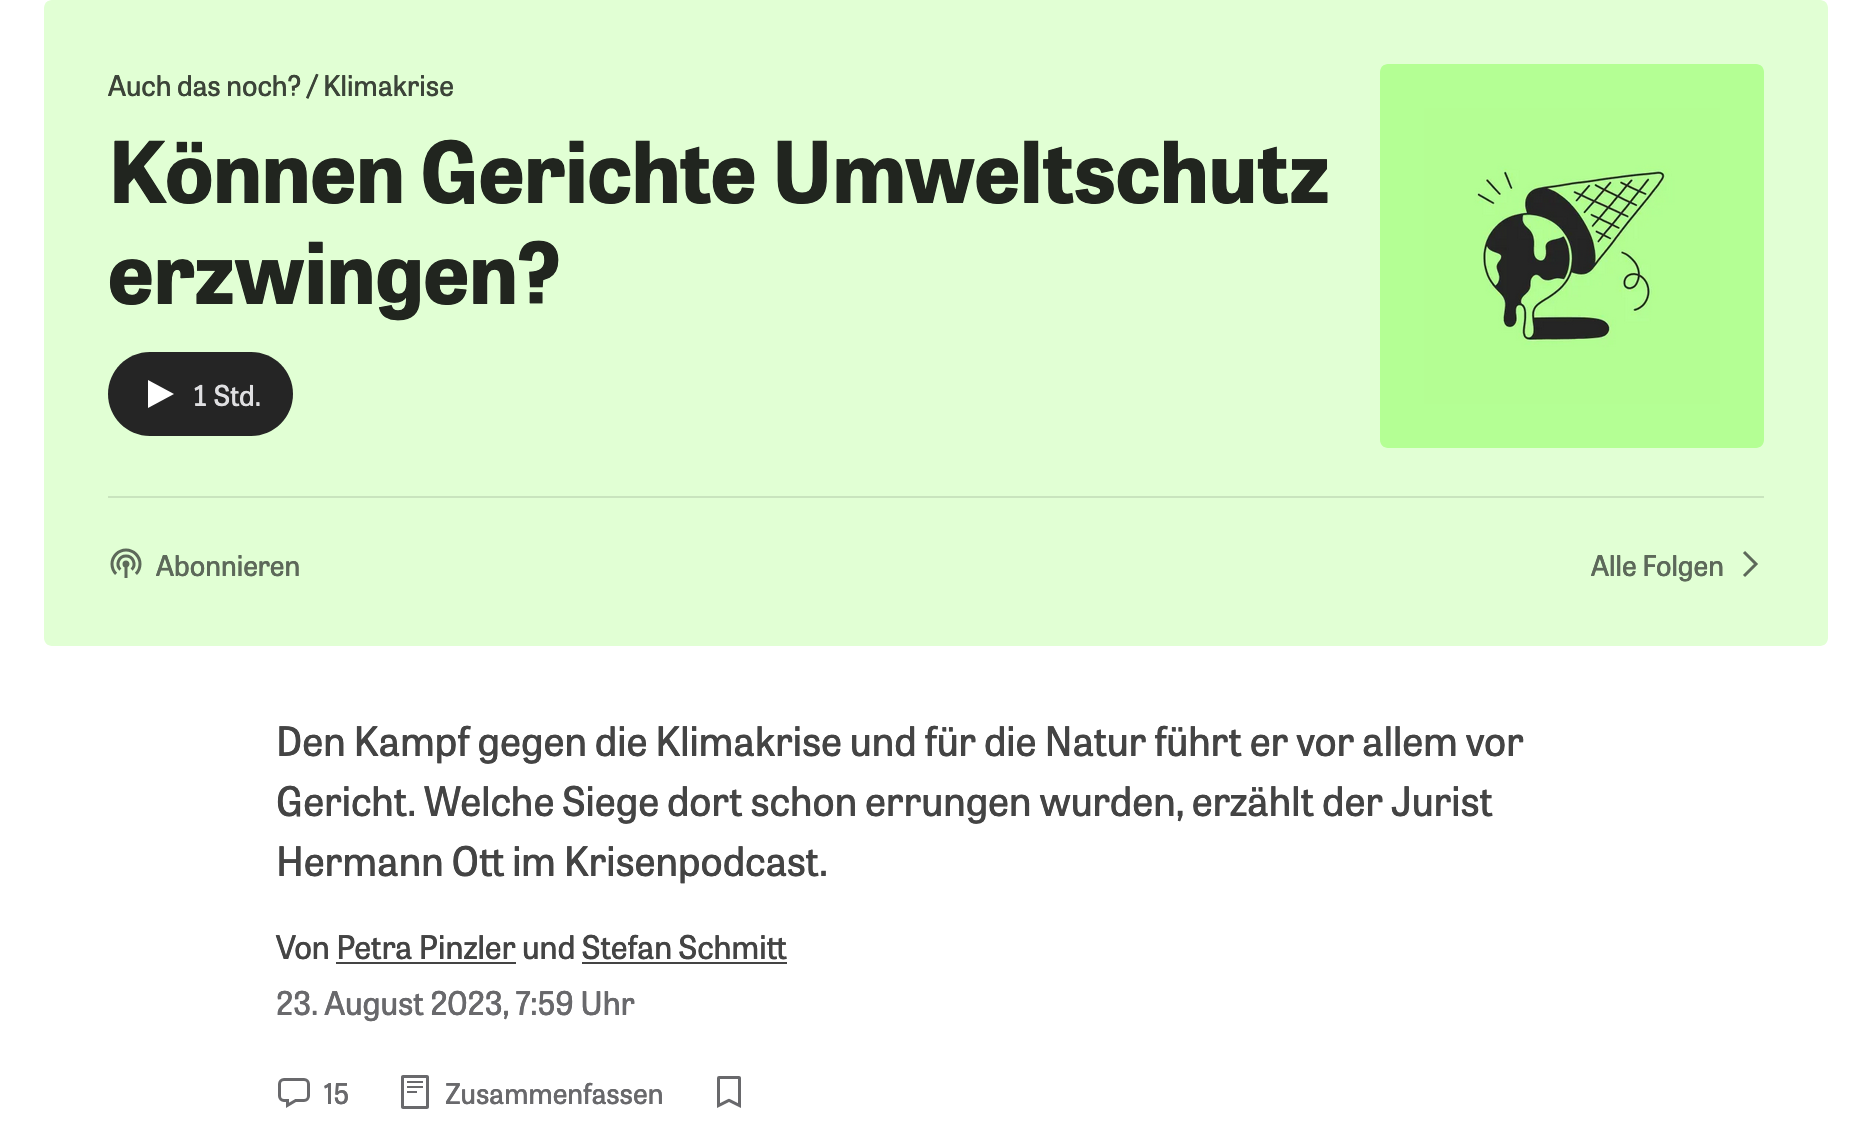 Auch das noch? / Klimakrise
Können Gerichte Umweltschutz
erzwingen?
1 Std.
Abonnieren
Alle Folgen
Den Kampf gegen die Klimakrise und für die Natur führt er vor allem vor
Gericht. Welche Siege dort schon errungen wurden, erzählt der Jurist
Hermann Ott im Krisenpodcast.
Von Petra Pinzler und Stefan Schmitt
23. August 2023, 7:59 Uhr
15
Zusammenfassen